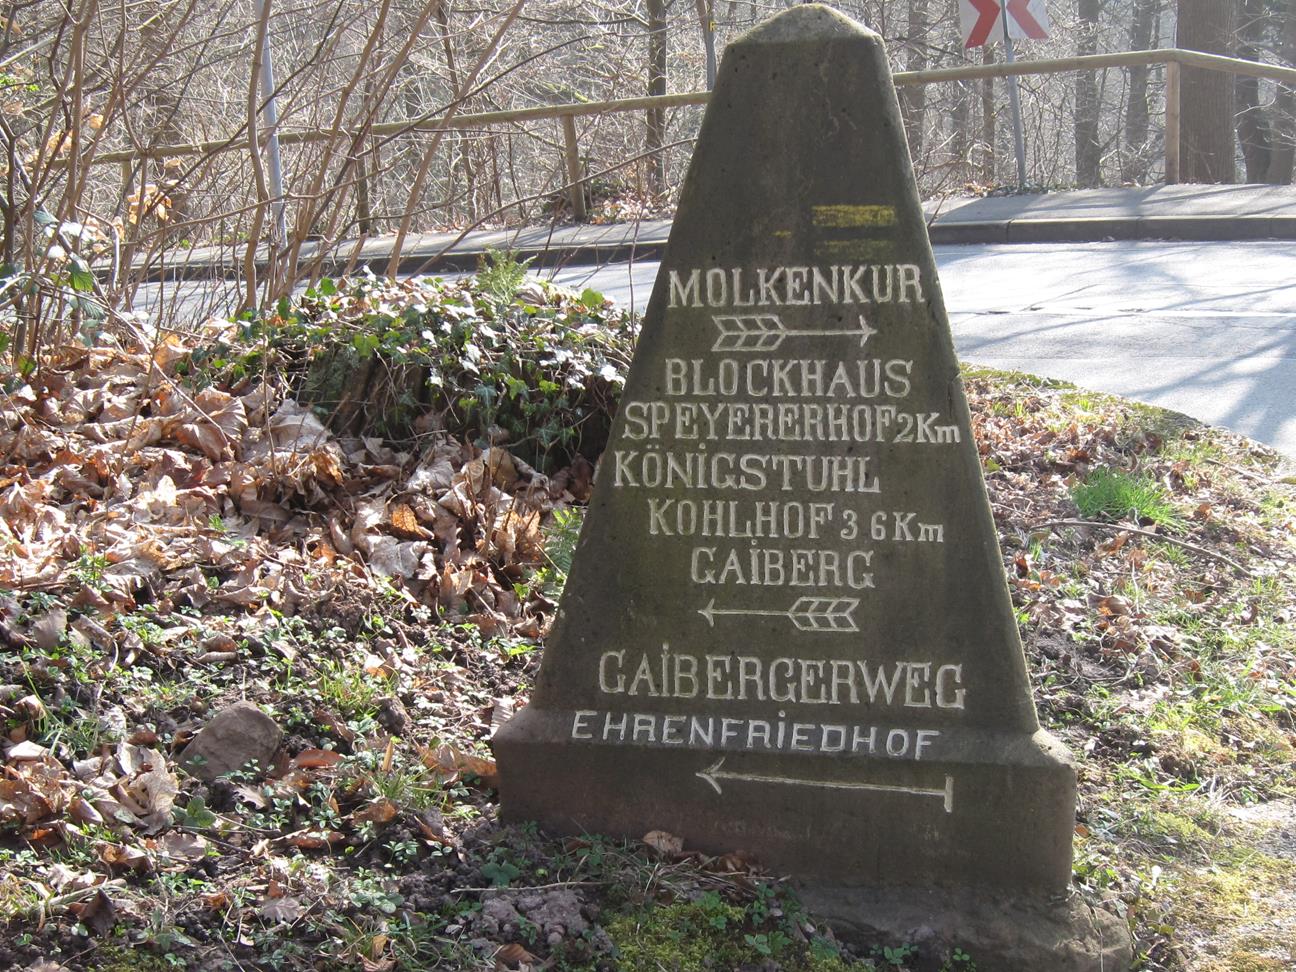 MOLKENKUR
BLOCKHAUS
SPEYERERHOF 2 Km
KÖNiGSTUHL
KOHLHOF 3 6 Km
GAiBERG
GAiBERGERWEG
EHRENFRiEDHOF